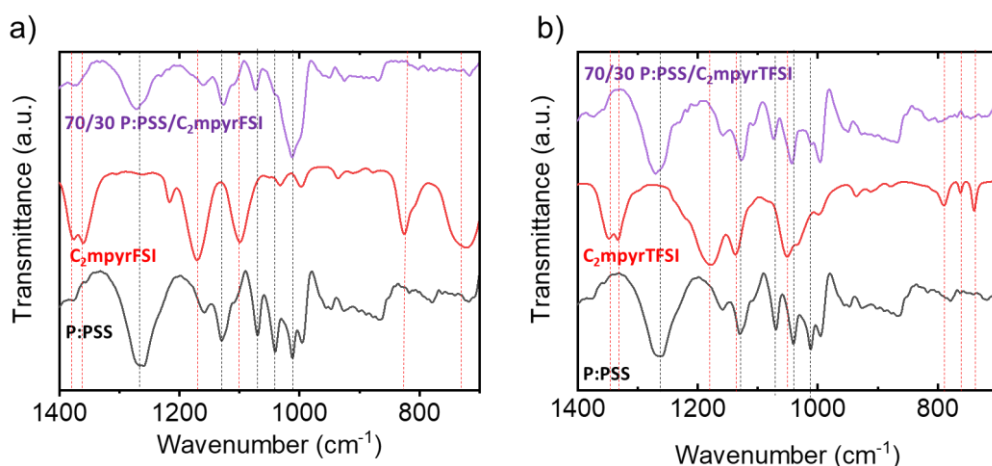 a)
Transmittance (a.u.)
70/30 P:PSS/C₂mpyrFSI
C₂mpyrFSI
P:PSS
1400 1200 1000 800
Wavenumber (cm⁻¹)
b)
Transmittance (a.u.)
70/30 P:PSS/C₂mpyrTFSI
C₂mpyrTFSI
P:PSS
1400 1200 1000 800
Wavenumber (cm⁻¹)